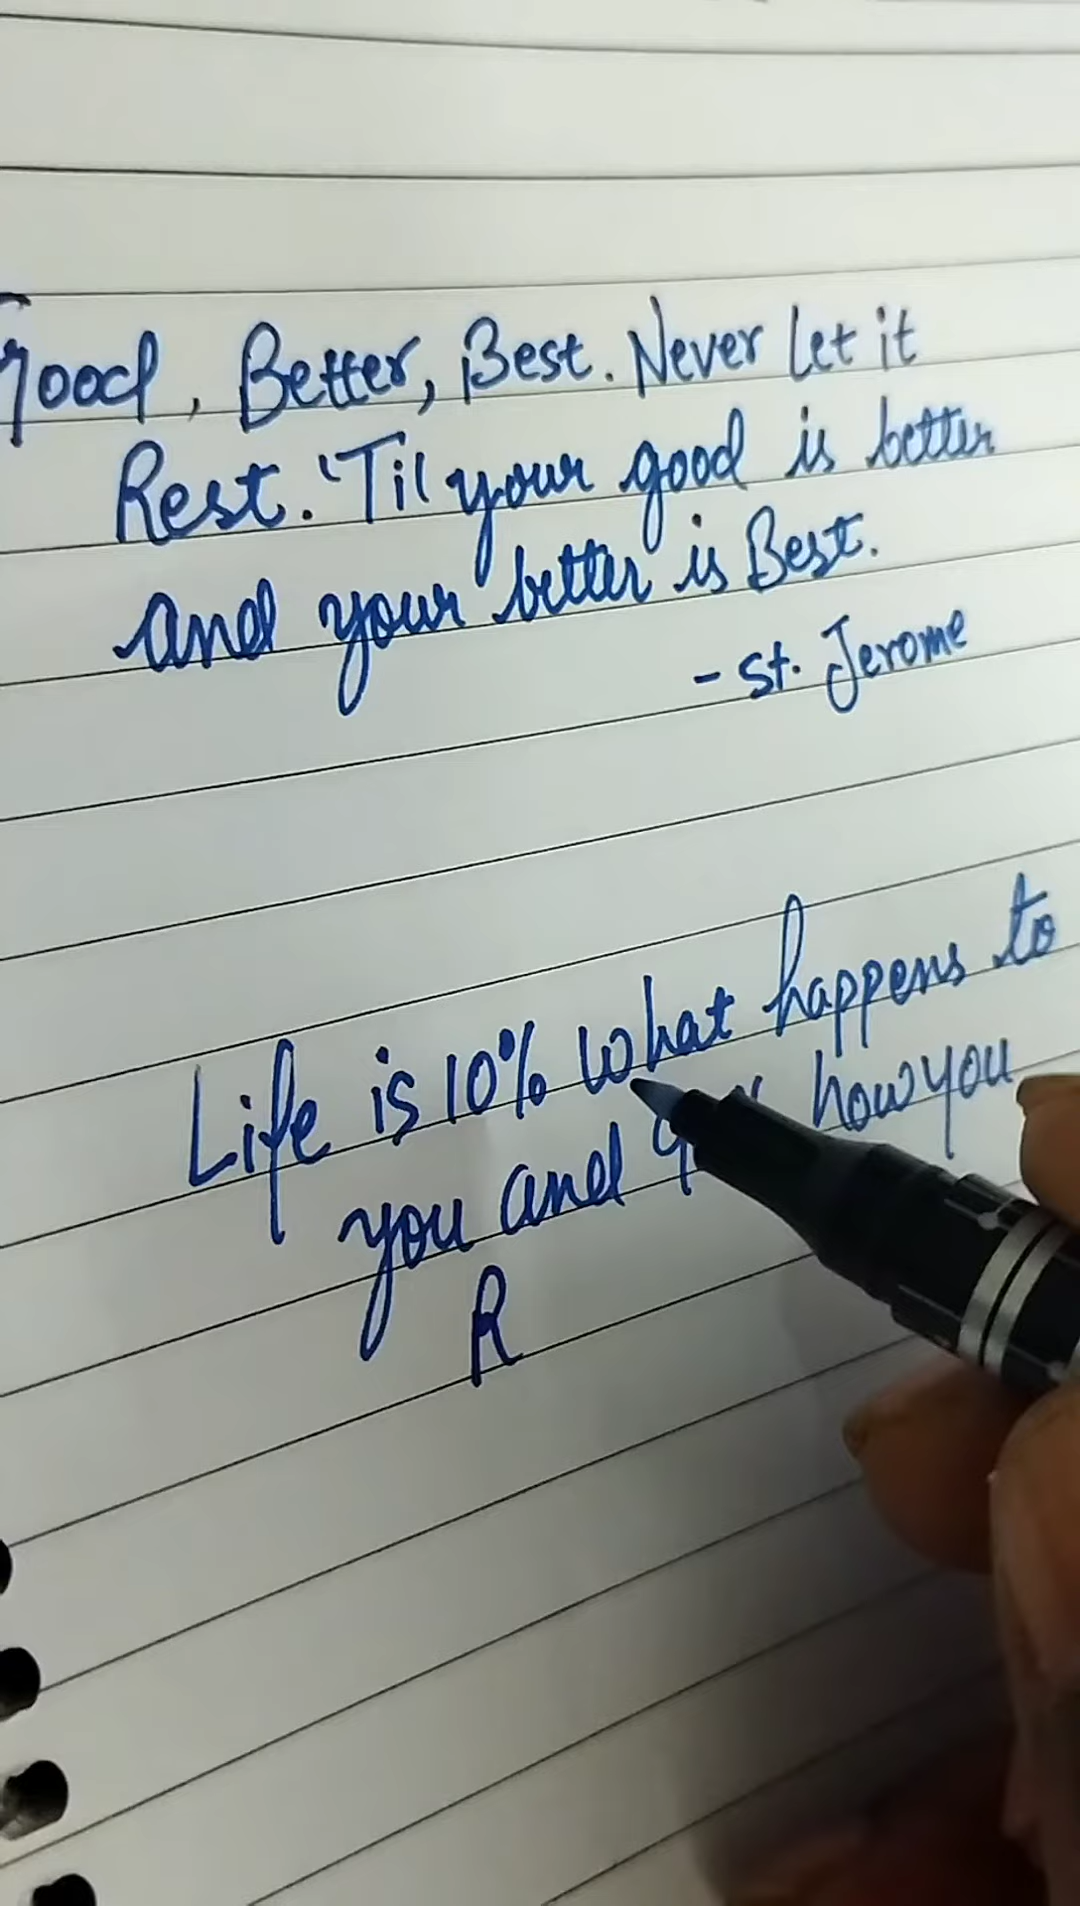 Good, Better, Best. Never let it
Rest. 'Til your good is better
and your better is Best.
- St. Jerome
Life is 10% what happens to
you and how you
R